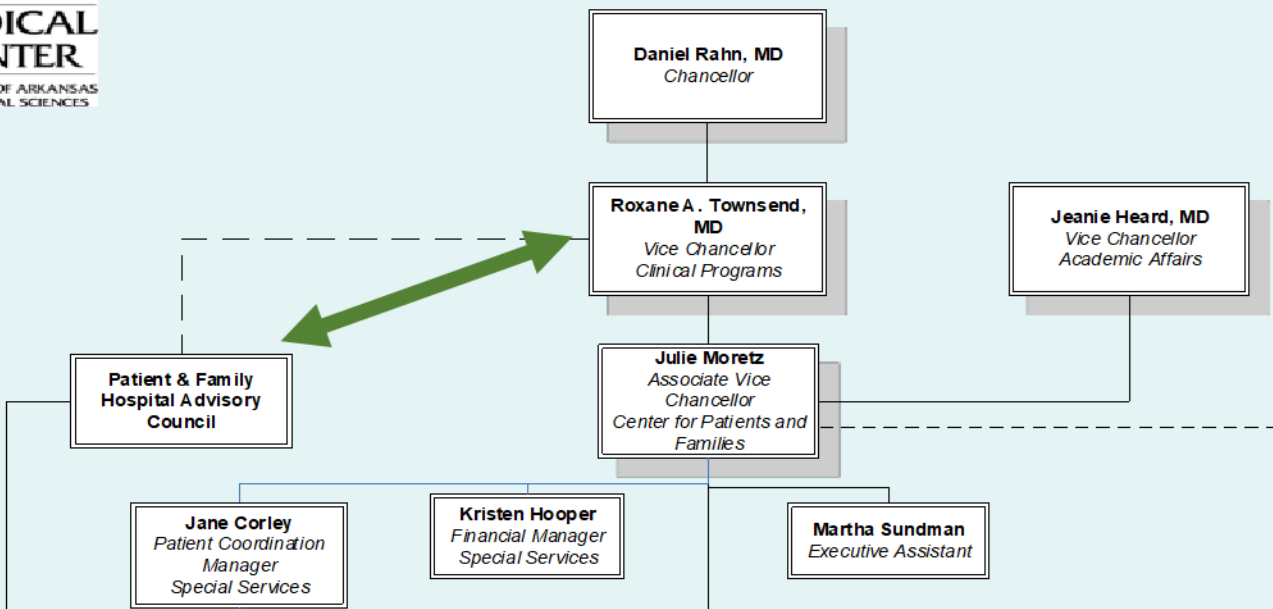 DICAL
NTER
OF ARKANSAS
AL SCIENCES
Daniel Rahn, MD
Chancellor
Roxane A. Townsend,
MD
Vice Chancellor
Clinical Programs
Jeanie Heard, MD
Vice Chancellor
Academic Affairs
Patient & Family
Hospital Advisory
Council
Julie Moretz
Associate Vice
Chancellor
Center for Patients and
Families
Jane Corley
Patient Coordination
Manager
Special Services
Kristen Hooper
Financial Manager
Special Services
Martha Sundman
Executive Assistant